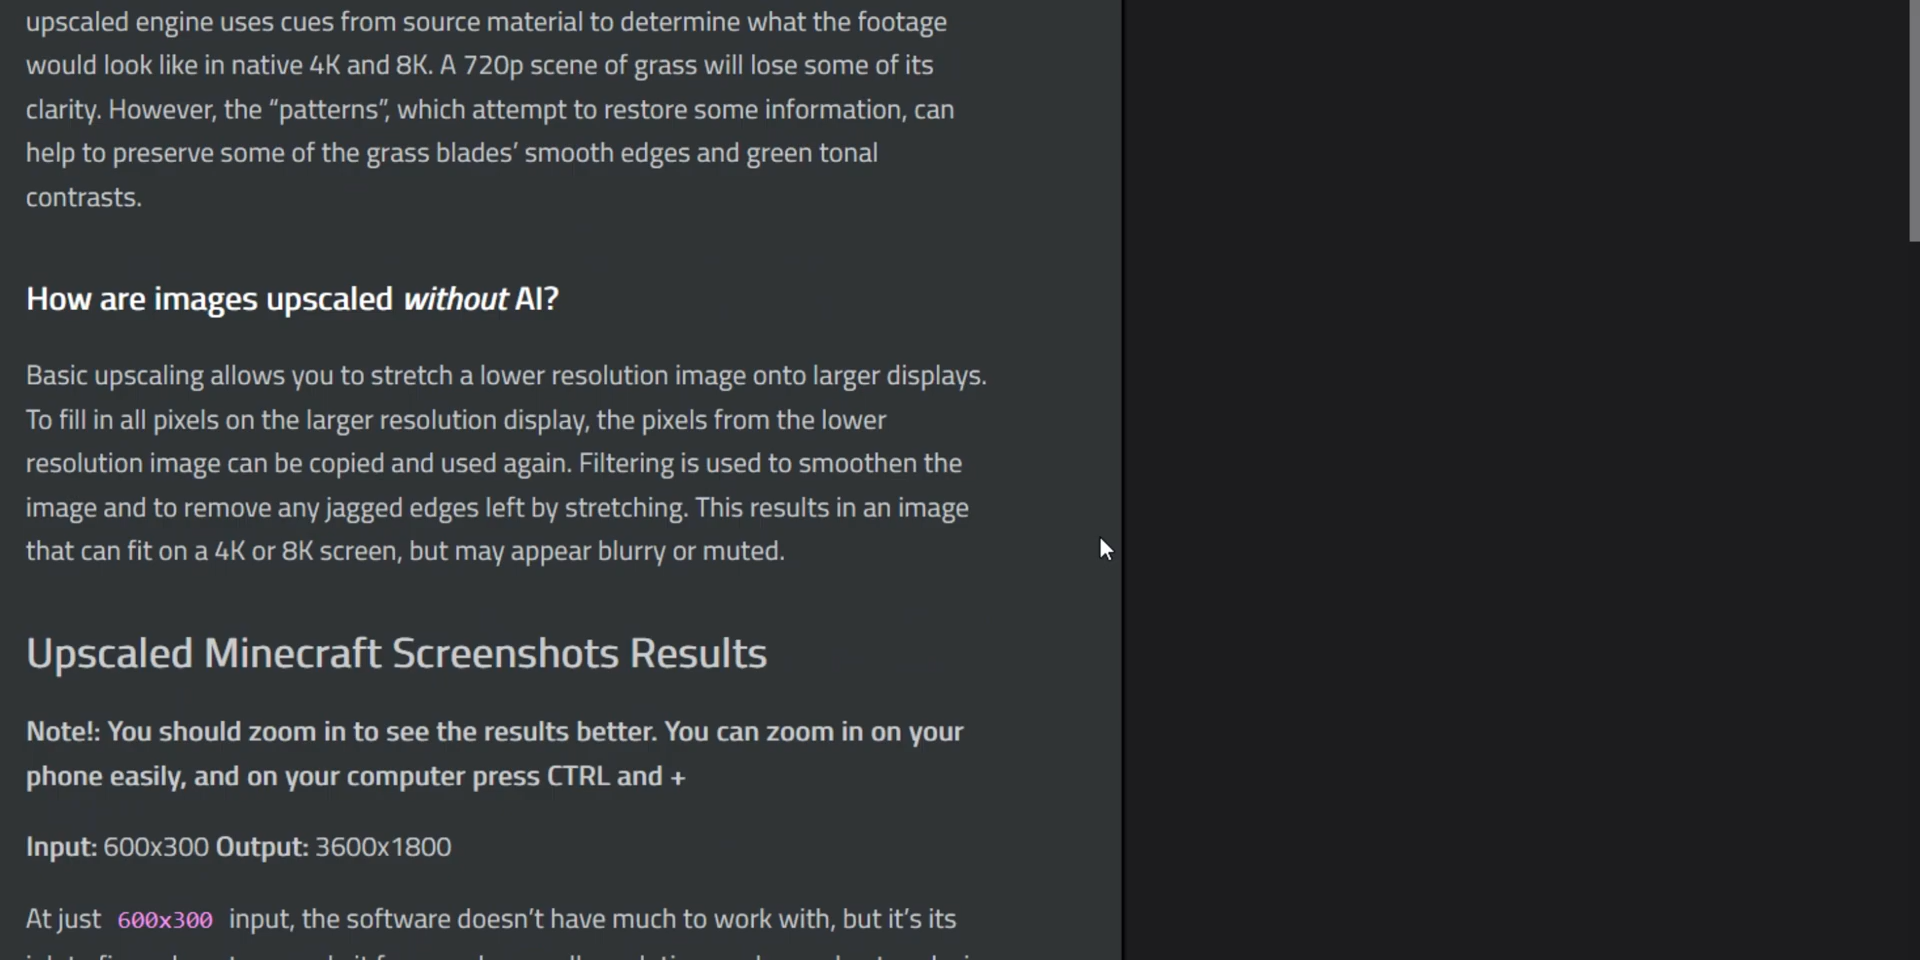 upscaled engine uses cues from source material to determine what the footage
would look like in native 4K and 8K. A 720p scene of grass will lose some of its
clarity. However, the “patterns”, which attempt to restore some information, can
help to preserve some of the grass blades’ smooth edges and green tonal
contrasts.
How are images upscaled without AI?
Basic upscaling allows you to stretch a lower resolution image onto larger displays.
To fill in all pixels on the larger resolution display, the pixels from the lower
resolution image can be copied and used again. Filtering is used to smoothen the
image and to remove any jagged edges left by stretching. This results in an image
that can fit on a 4K or 8K screen, but may appear blurry or muted.
Upscaled Minecraft Screenshots Results
Note!: You should zoom in to see the results better. You can zoom in on your
phone easily, and on your computer press CTRL and +
Input: 600x300 Output: 3600x1800
At just 600x300 input, the software doesn’t have much to work with, but it’s its